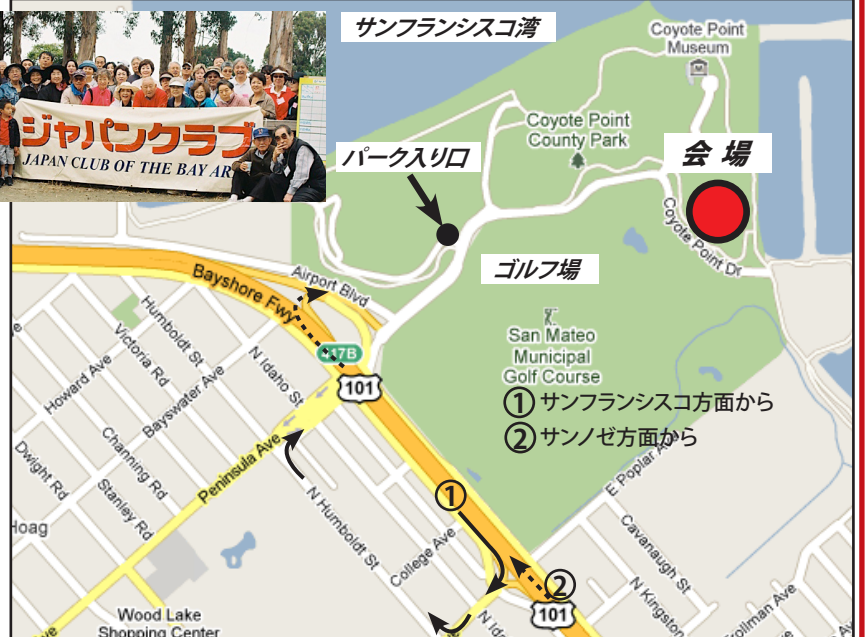 サンフランシスコ湾
Coyote Point
Museum
ジャパンクラブ
JAPAN CLUB OF THE BAY AR
Coyote Point
County Park
パーク入り口
会場
Coyote Point Dr
ゴルフ場
Bayshore Fwy
Airport Blvd
Humboldt St
Victoria Rd
N Idaho St
417B
101
San Mateo
Municipal
Golf Course
Howard Ave
Bayswater Ave
① サンフランシスコ方面から
② サンノゼ方面から
Dwight Rd
Channing Rd
Stanley Rd
Peninsula Ave
E Poplar Ave
①
N Humboldt St
College Ave
Hoag
Cavanaugh St
②
101
N Kingsto
Wood Lake
Shopping Center
N Ida